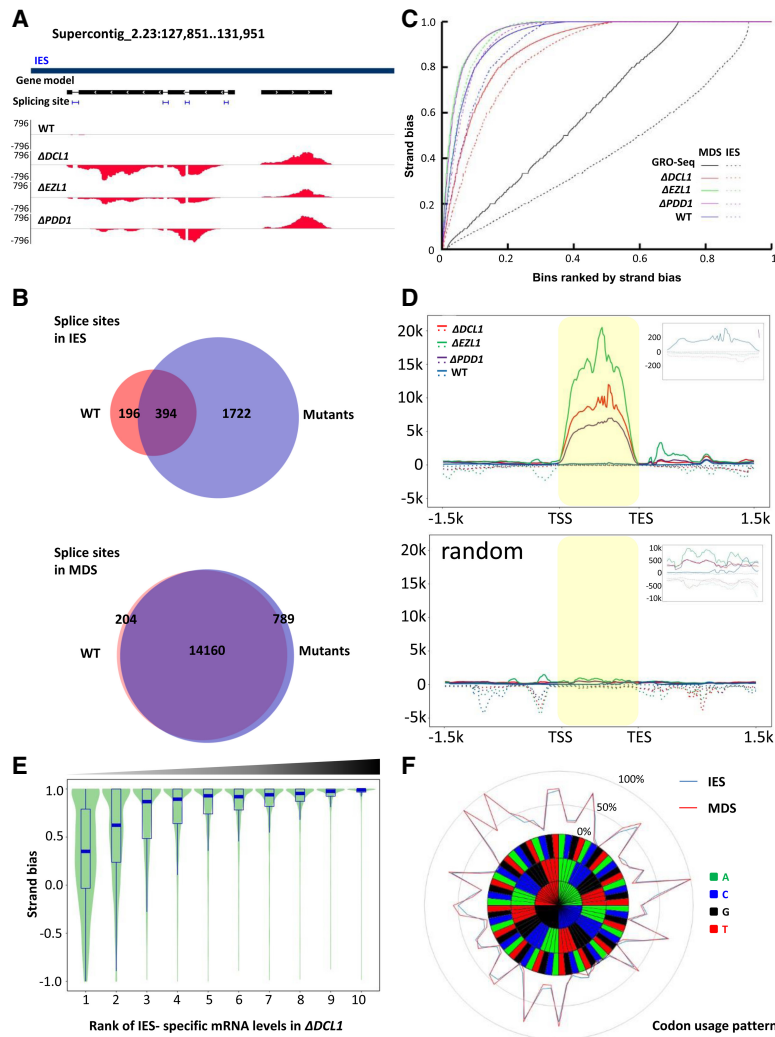 A
Supercontig_2.23:127,851..131,951
IES
Gene model
Splicing site
796
WT
-796
796
ΔDCL1
-796
796
ΔEZL1
-796
796
ΔPDD1
-796
B
Splice sites
in IES
WT
196
394
1722
Mutants
Splice sites
in MDS
204
789
WT
14160
Mutants
C
Strand bias
1.0
0.8
0.6
0.4
0.2
0
MDS IES
GRO-Seq
ΔDCL1
ΔEZL1
ΔPDD1
WT
0
0.2
0.4
0.6
0.8
1
Bins ranked by strand bias
D
ΔDCL1
ΔEZL1
ΔPDD1
WT
20k
15k
10k
5k
0
-5k
200
0
-200
-1.5k
TSS
TES
1.5k
random
20k
15k
10k
5k
0
-5k
10k
500
0
-500
-10k
-1.5k
TSS
TES
1.5k
E
Strand bias
1.0
0.5
0.0
-0.5
-1.0
1 2 3 4 5 6 7 8 9 10
Rank of IES- specific mRNA levels in ΔDCL1
F
100%
50%
0%
IES
MDS
A
C
G
T
Codon usage pattern